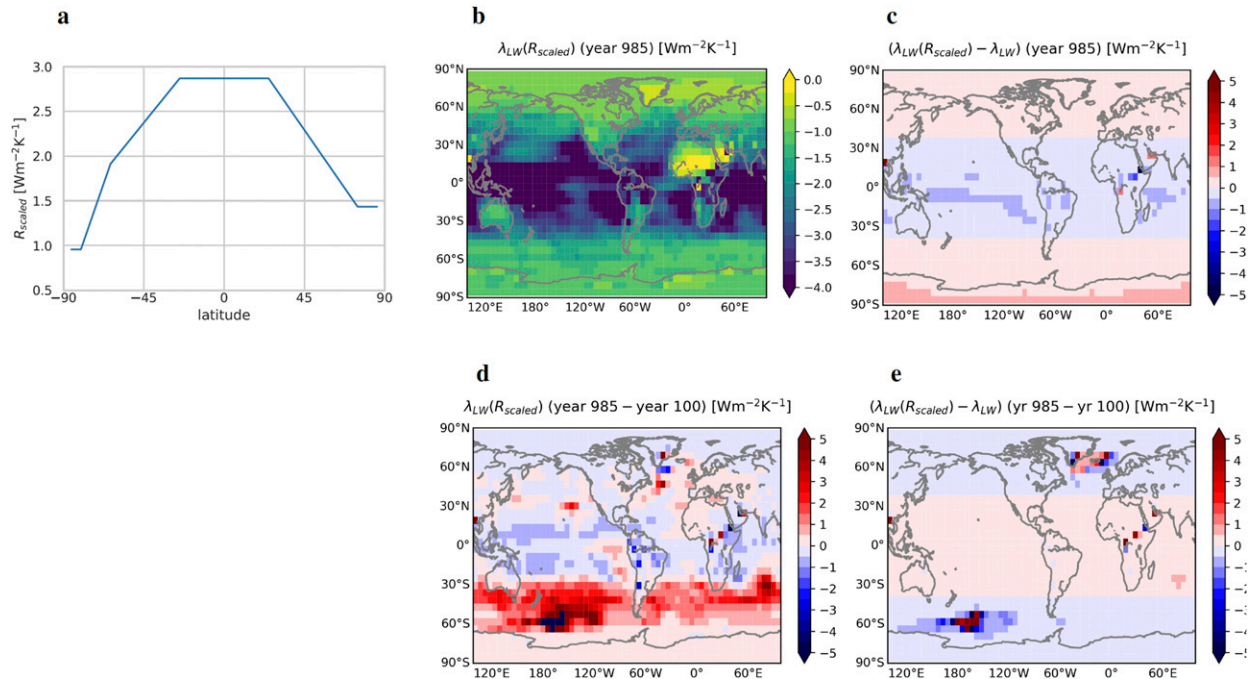 a
3.0
2.5
2.0
1.5
1.0
0.5
R_scaled [Wm⁻²K⁻¹]
−90 −45 0 45 90
latitude
b
λ_LW(R_scaled) (year 985) [Wm⁻²K⁻¹]
90°N
60°N
30°N
0°
30°S
60°S
90°S
120°E 180° 120°W 60°W 0° 60°E
0.0
−0.5
−1.0
−1.5
−2.0
−2.5
−3.0
−3.5
−4.0
c
(λ_LW(R_scaled) − λ_LW) (year 985) [Wm⁻²K⁻¹]
90°N
60°N
30°N
0°
30°S
60°S
90°S
120°E 180° 120°W 60°W 0° 60°E
5
4
3
2
1
0
−1
−2
−3
−4
−5
d
λ_LW(R_scaled) (year 985 − year 100) [Wm⁻²K⁻¹]
90°N
60°N
30°N
0°
30°S
60°S
90°S
120°E 180° 120°W 60°W 0° 60°E
5
4
3
2
1
0
−1
−2
−3
−4
−5
e
(λ_LW(R_scaled) − λ_LW) (yr 985 − yr 100) [Wm⁻²K⁻¹]
90°N
60°N
30°N
0°
30°S
60°S
90°S
120°E 180° 120°W 60°W 0° 60°E
5
4
3
2
1
0
−1
−2
−3
−4
−5